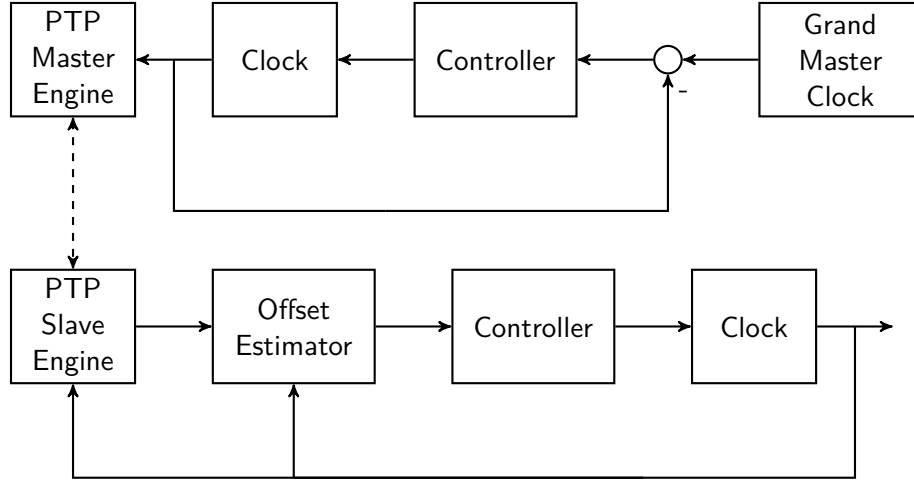 PTP
Master
Engine
Clock
Controller
-
Grand
Master
Clock
PTP
Slave
Engine
Offset
Estimator
Controller
Clock